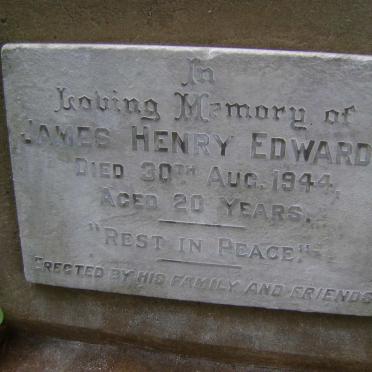 In
Loving Memory of
JAMES HENRY EDWARD
DIED 30TH AUG. 1944.
AGED 20 YEARS.
"REST IN PEACE."
ERECTED BY HIS FAMILY AND FRIENDS